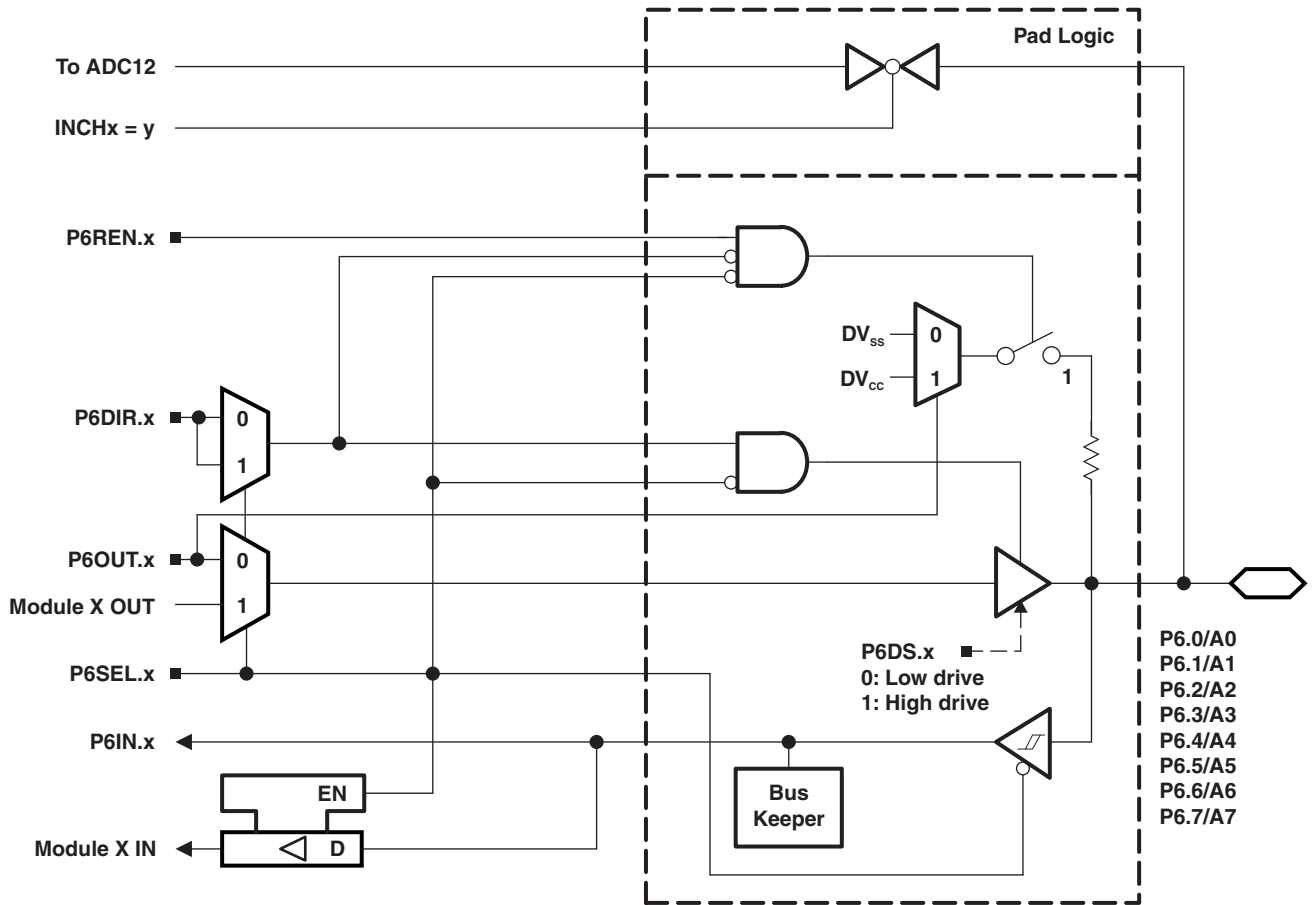 Pad Logic
To ADC12
INCHx = y
P6REN.x
DVss
0
DVcc
1
1
P6DIR.x
0
1
P6OUT.x
0
Module X OUT
1
P6DS.x
0: Low drive
1: High drive
P6SEL.x
P6IN.x
Bus
Keeper
EN
Module X IN
D
P6.0/A0
P6.1/A1
P6.2/A2
P6.3/A3
P6.4/A4
P6.5/A5
P6.6/A6
P6.7/A7